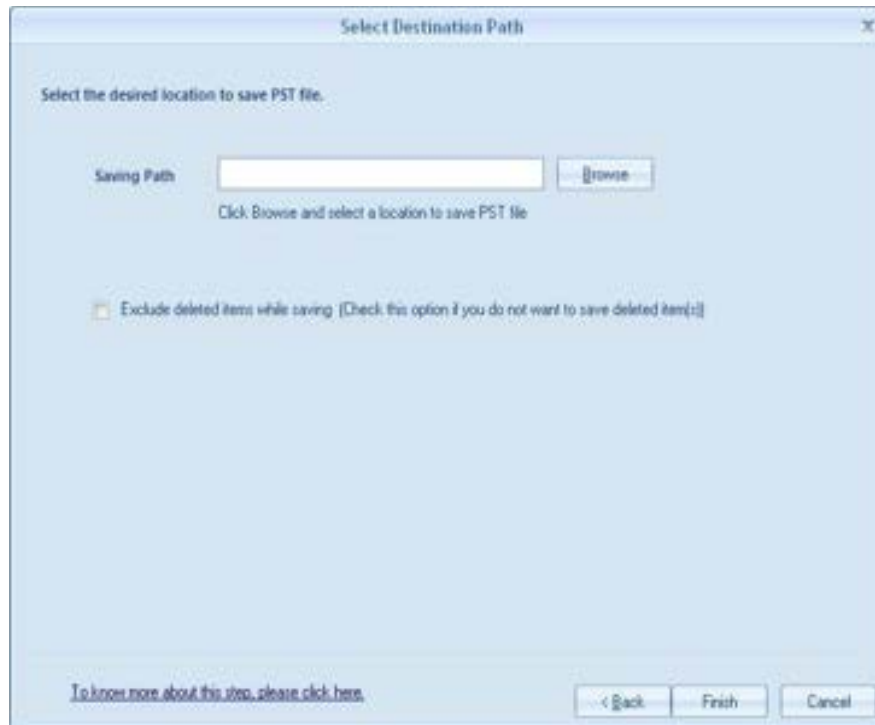 Select Destination Path
Select the desired location to save PST file.
Saving Path
Browse
Click Browse and select a location to save PST file
Exclude deleted items while saving (Check this option if you do not want to save deleted item(s))
To know more about this step, please click here.
< Back
Finish
Cancel